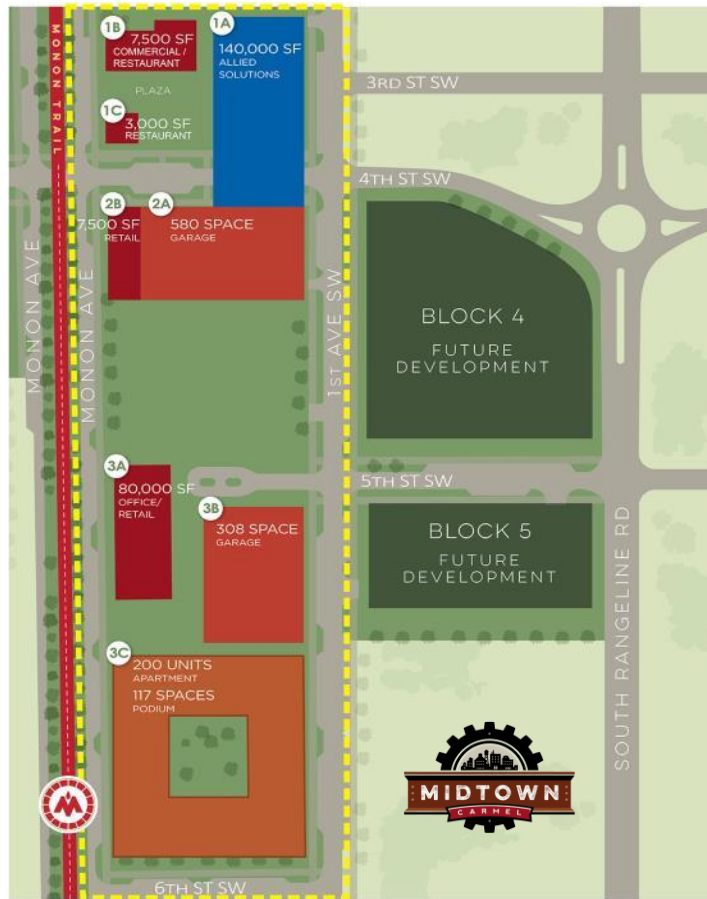 1B
7,500 SF
COMMERCIAL /
RESTAURANT
1A
140,000 SF
ALLIED
SOLUTIONS
MONON TRAIL
PLAZA
3RD ST SW
1C
3,000 SF
RESTAURANT
4TH ST SW
2B
7,500 SF
RETAIL
2A
580 SPACE
GARAGE
MONON AVE
MONON AVE
1ST AVE SW
BLOCK 4
FUTURE
DEVELOPMENT
3A
80,000 SF
OFFICE/
RETAIL
5TH ST SW
3B
308 SPACE
GARAGE
BLOCK 5
FUTURE
DEVELOPMENT
SOUTH RANGELINE RD
3C
200 UNITS
APARTMENT
117 SPACES
PODIUM
M
MIDTOWN
CARMEL
6TH ST SW